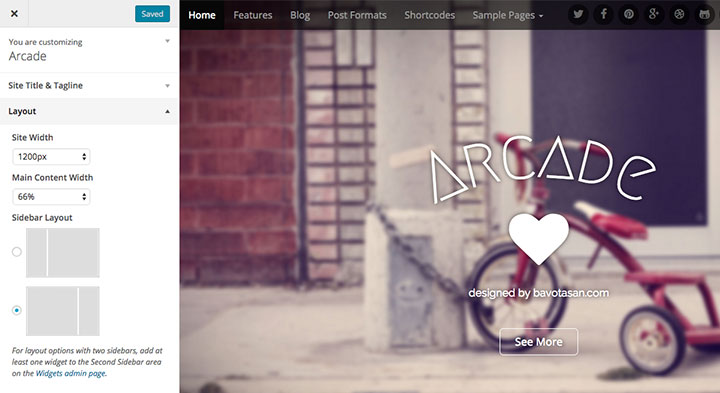 Saved
You are customizing
Arcade
Site Title & Tagline
Layout
Site Width
1200px
Main Content Width
66%
Sidebar Layout
For layout options with two sidebars, add at
least one widget to the Second Sidebar area
on the Widgets admin page.
Home Features Blog Post Formats Shortcodes Sample Pages
ARCADe
designed by bavotasan.com
See More